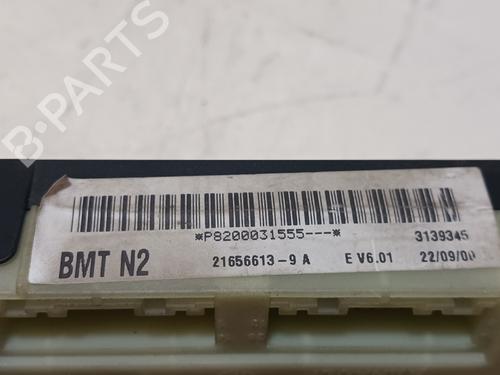 B-PARTS
*P8200031555---*
3139345
BMT N2
21656613-9 A
E V6.01
22/09/00